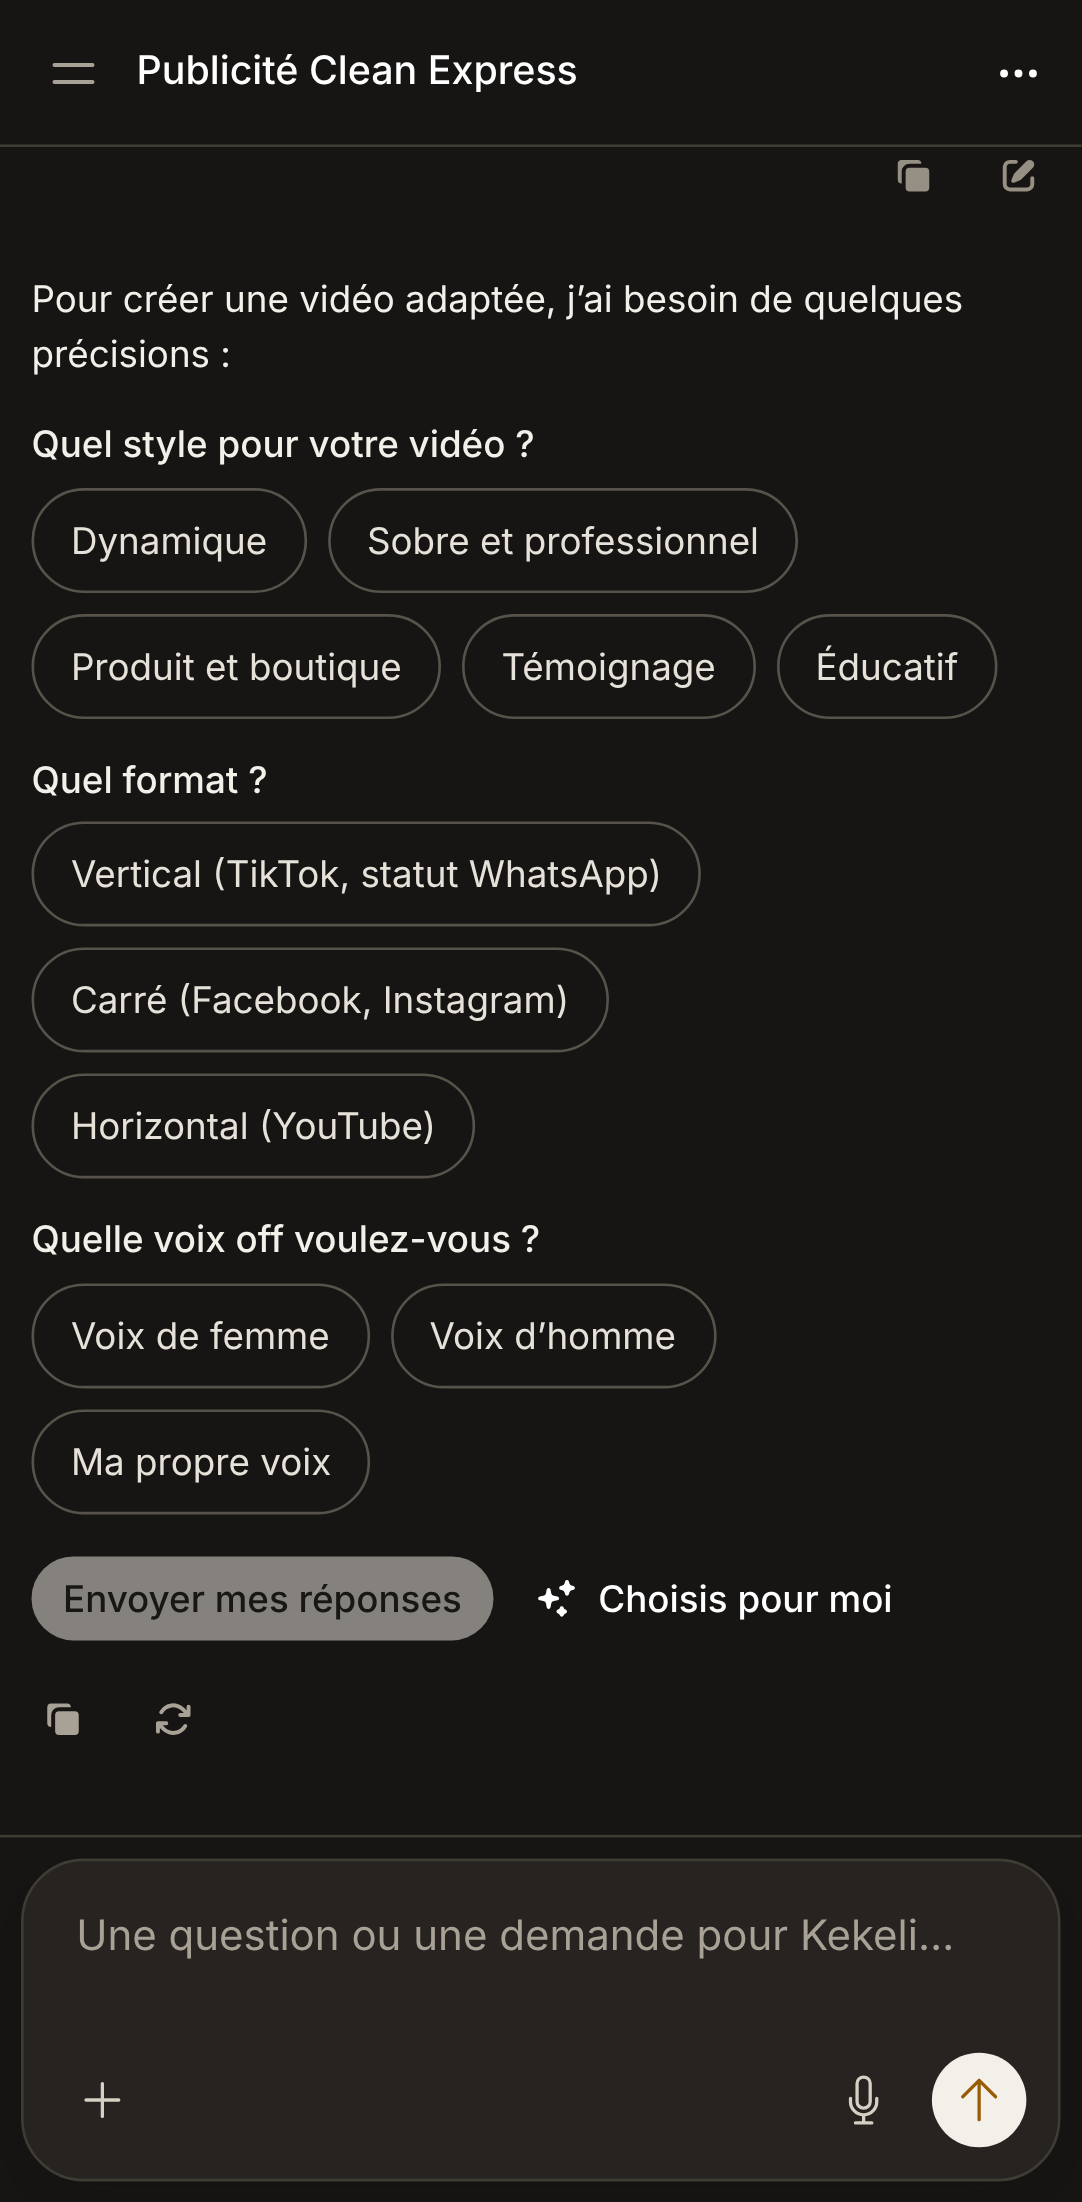 Publicité Clean Express
Pour créer une vidéo adaptée, j’ai besoin de quelques
précisions :
Quel style pour votre vidéo ?
Dynamique
Sobre et professionnel
Produit et boutique
Témoignage
Éducatif
Quel format ?
Vertical (TikTok, statut WhatsApp)
Carré (Facebook, Instagram)
Horizontal (YouTube)
Quelle voix off voulez-vous ?
Voix de femme
Voix d’homme
Ma propre voix
Envoyer mes réponses
Choisis pour moi
Une question ou une demande pour Kekeli...